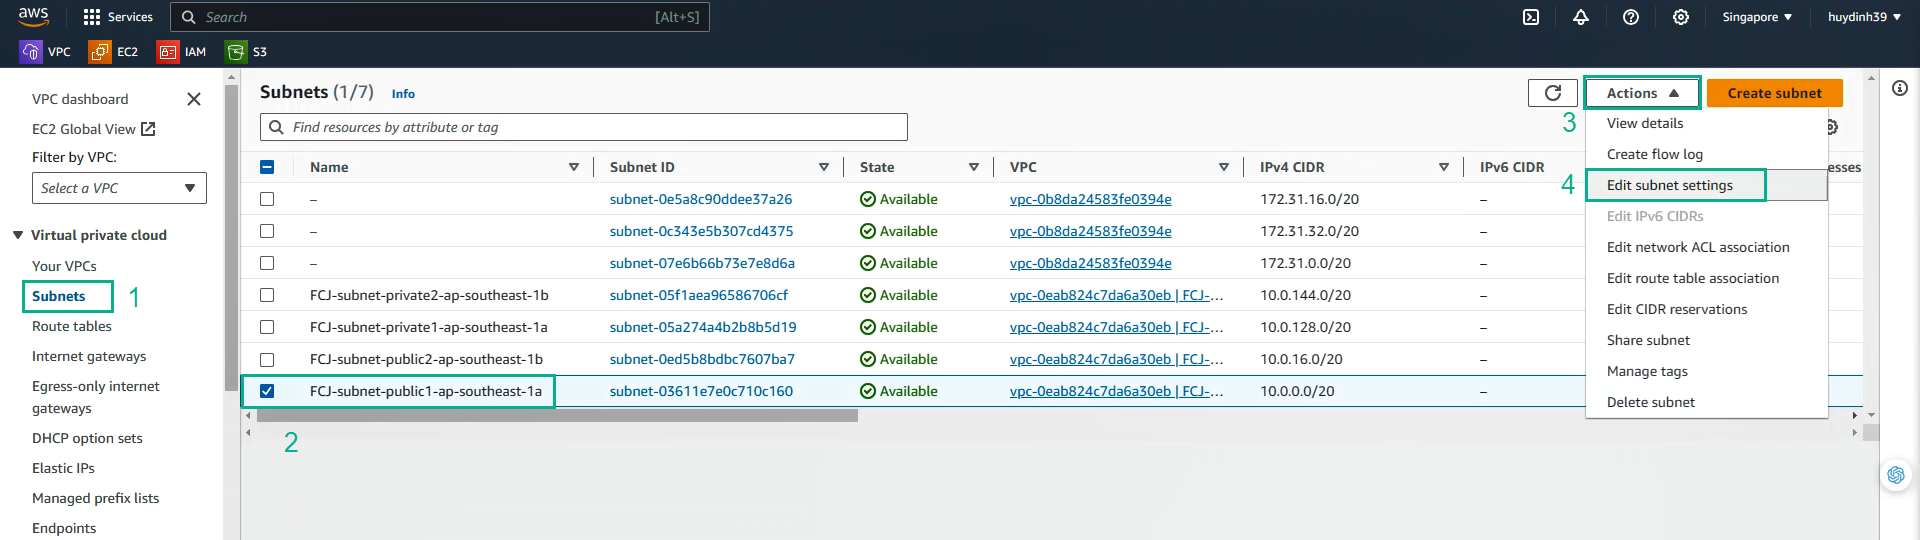 aws
Services
Search
[Alt+S]
Singapore
huydinh39
VPC
EC2
IAM
S3
VPC dashboard
EC2 Global View
Filter by VPC:
Select a VPC
Virtual private cloud
Your VPCs
Subnets
1
Route tables
Internet gateways
Egress-only internet
gateways
DHCP option sets
Elastic IPs
Managed prefix lists
Endpoints
Subnets (1/7) Info
Find resources by attribute or tag
Name Subnet ID State VPC IPv4 CIDR IPv6 CIDR esses
– subnet-0e5a8c90ddee37a26 Available vpc-0b8da24583fe0394e 172.31.16.0/20 –
– subnet-0c343e5b307cd4375 Available vpc-0b8da24583fe0394e 172.31.32.0/20 –
– subnet-07e6b66b73e7e8d6a Available vpc-0b8da24583fe0394e 172.31.0.0/20 –
FCJ-subnet-private2-ap-southeast-1b subnet-05f1aea96586706cf Available vpc-0eab824c7da6a30eb | FCJ-... 10.0.144.0/20 –
FCJ-subnet-private1-ap-southeast-1a subnet-05a274a4b2b8b5d19 Available vpc-0eab824c7da6a30eb | FCJ-... 10.0.128.0/20 –
FCJ-subnet-public2-ap-southeast-1b subnet-0ed5b8bdbc7607ba7 Available vpc-0eab824c7da6a30eb | FCJ-... 10.0.16.0/20 –
FCJ-subnet-public1-ap-southeast-1a subnet-03611e7e0c710c160 Available vpc-0eab824c7da6a30eb | FCJ-... 10.0.0.0/20 –
2
Actions
Create subnet
3
View details
Create flow log
4
Edit subnet settings
Edit IPv6 CIDRs
Edit network ACL association
Edit route table association
Edit CIDR reservations
Share subnet
Manage tags
Delete subnet